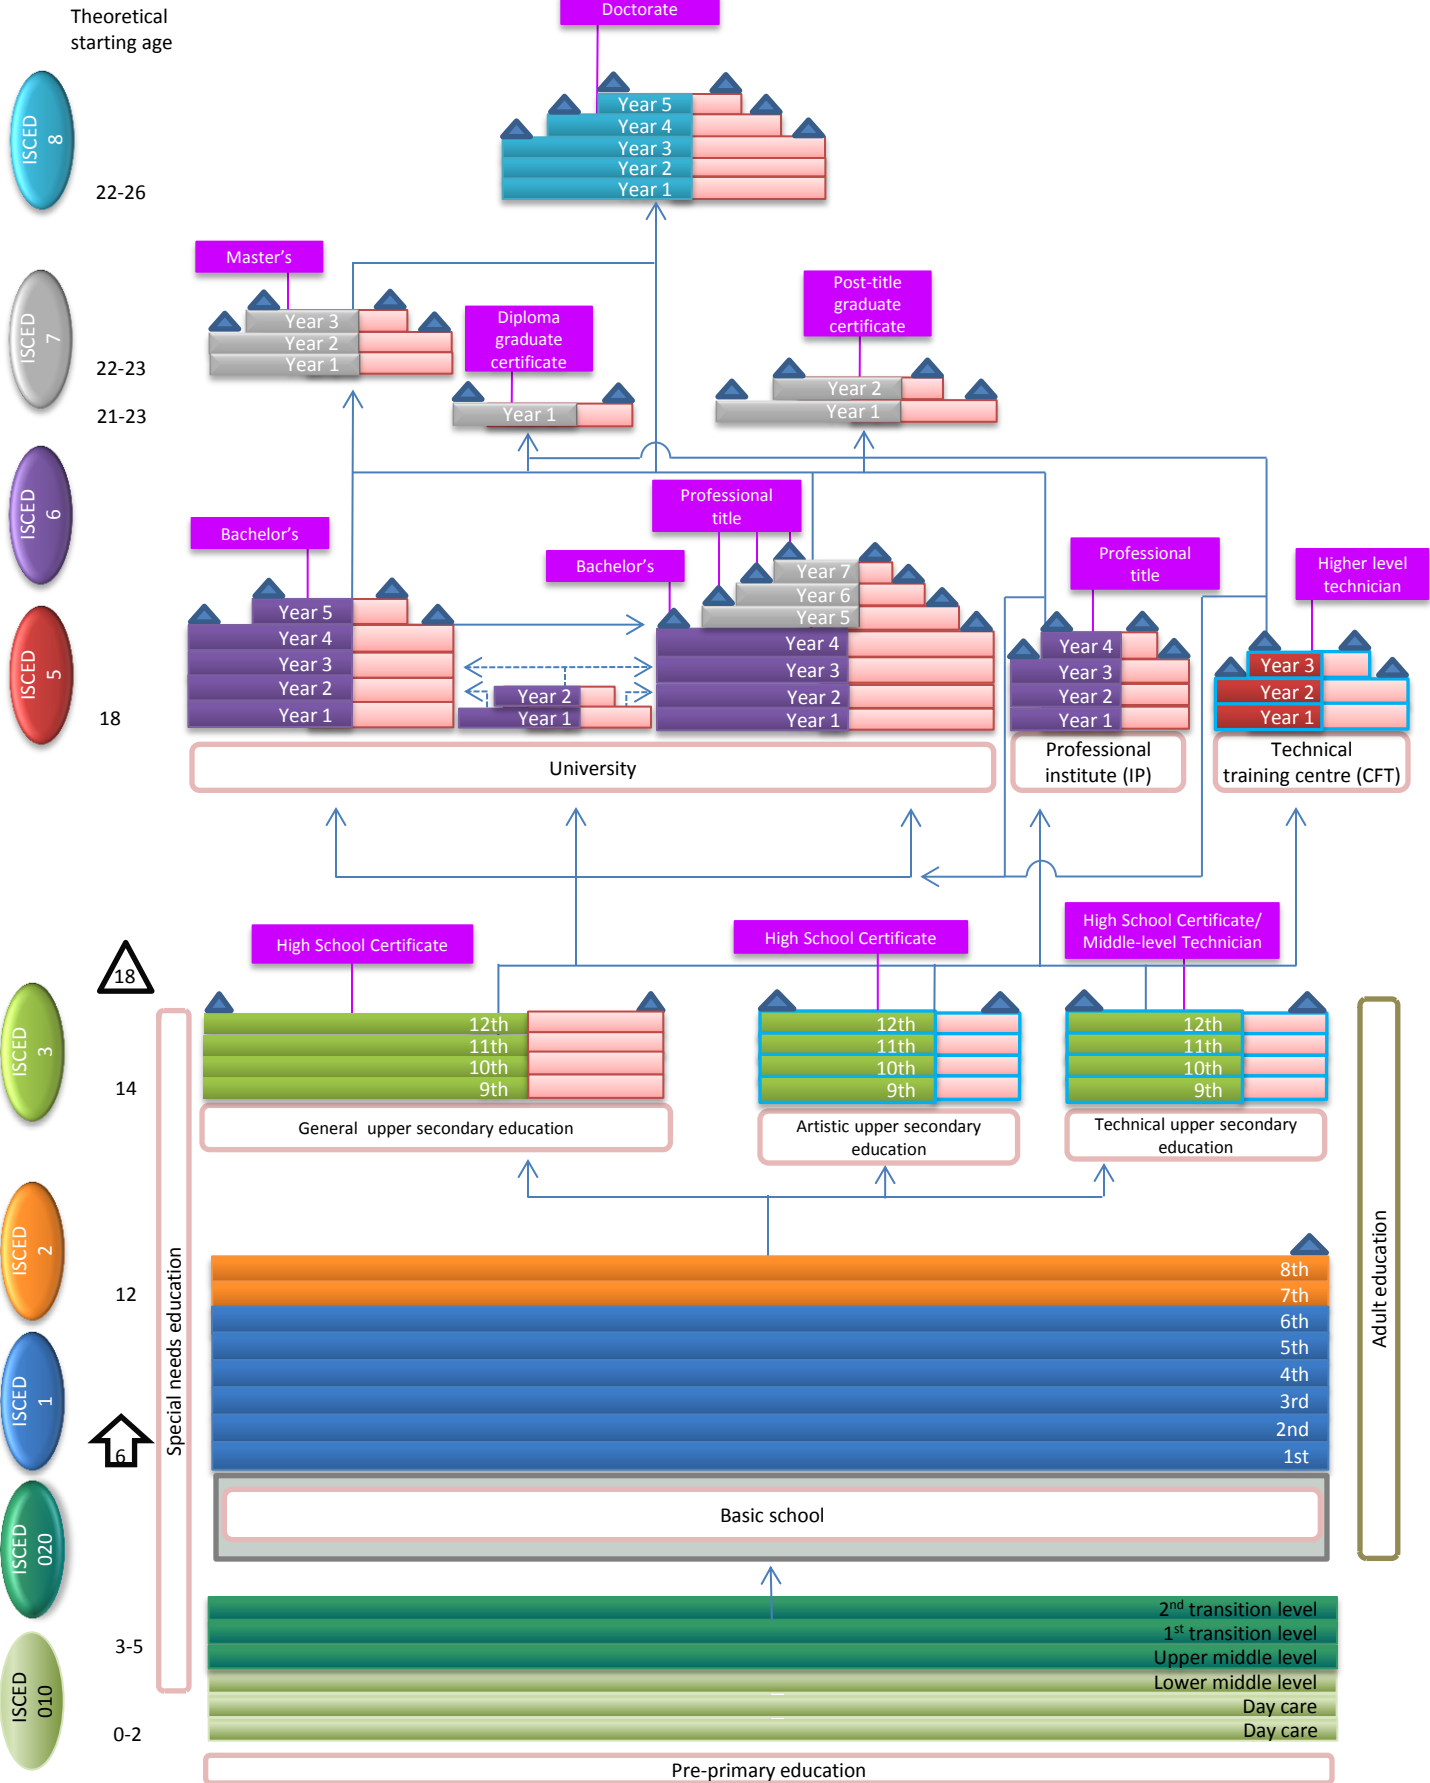 Theoretical
starting age
Doctorate
ISCED
8
Year 5
Year 4
Year 3
Year 2
Year 1
22-26
Master's
ISCED
7
Year 3
Year 2
Year 1
Diploma
graduate
certificate
Year 1
Post-title
graduate
certificate
Year 2
Year 1
22-23
21-23
ISCED
6
Bachelor's
Year 5
Year 4
Year 3
Year 2
Year 1
Year 2
Year 1
Bachelor's
Professional
title
Year 7
Year 6
Year 5
Year 4
Year 3
Year 2
Year 1
Professional
title
Year 4
Year 3
Year 2
Year 1
Higher level
technician
Year 3
Year 2
Year 1
ISCED
5
18
University
Professional
institute (IP)
Technical
training centre (CFT)
High School Certificate
High School Certificate
High School Certificate/
Middle-level Technician
18
ISCED
3
14
12th
11th
10th
9th
12th
11th
10th
9th
12th
11th
10th
9th
General upper secondary education
Artistic upper secondary
education
Technical upper secondary
education
ISCED
2
12
Special needs education
Adult education
8th
7th
6th
5th
4th
3rd
2nd
1st
ISCED
1
6
Basic school
ISCED
020
3-5
2nd transition level
1st transition level
Upper middle level
Lower middle level
Day care
Day care
ISCED
010
0-2
Pre-primary education